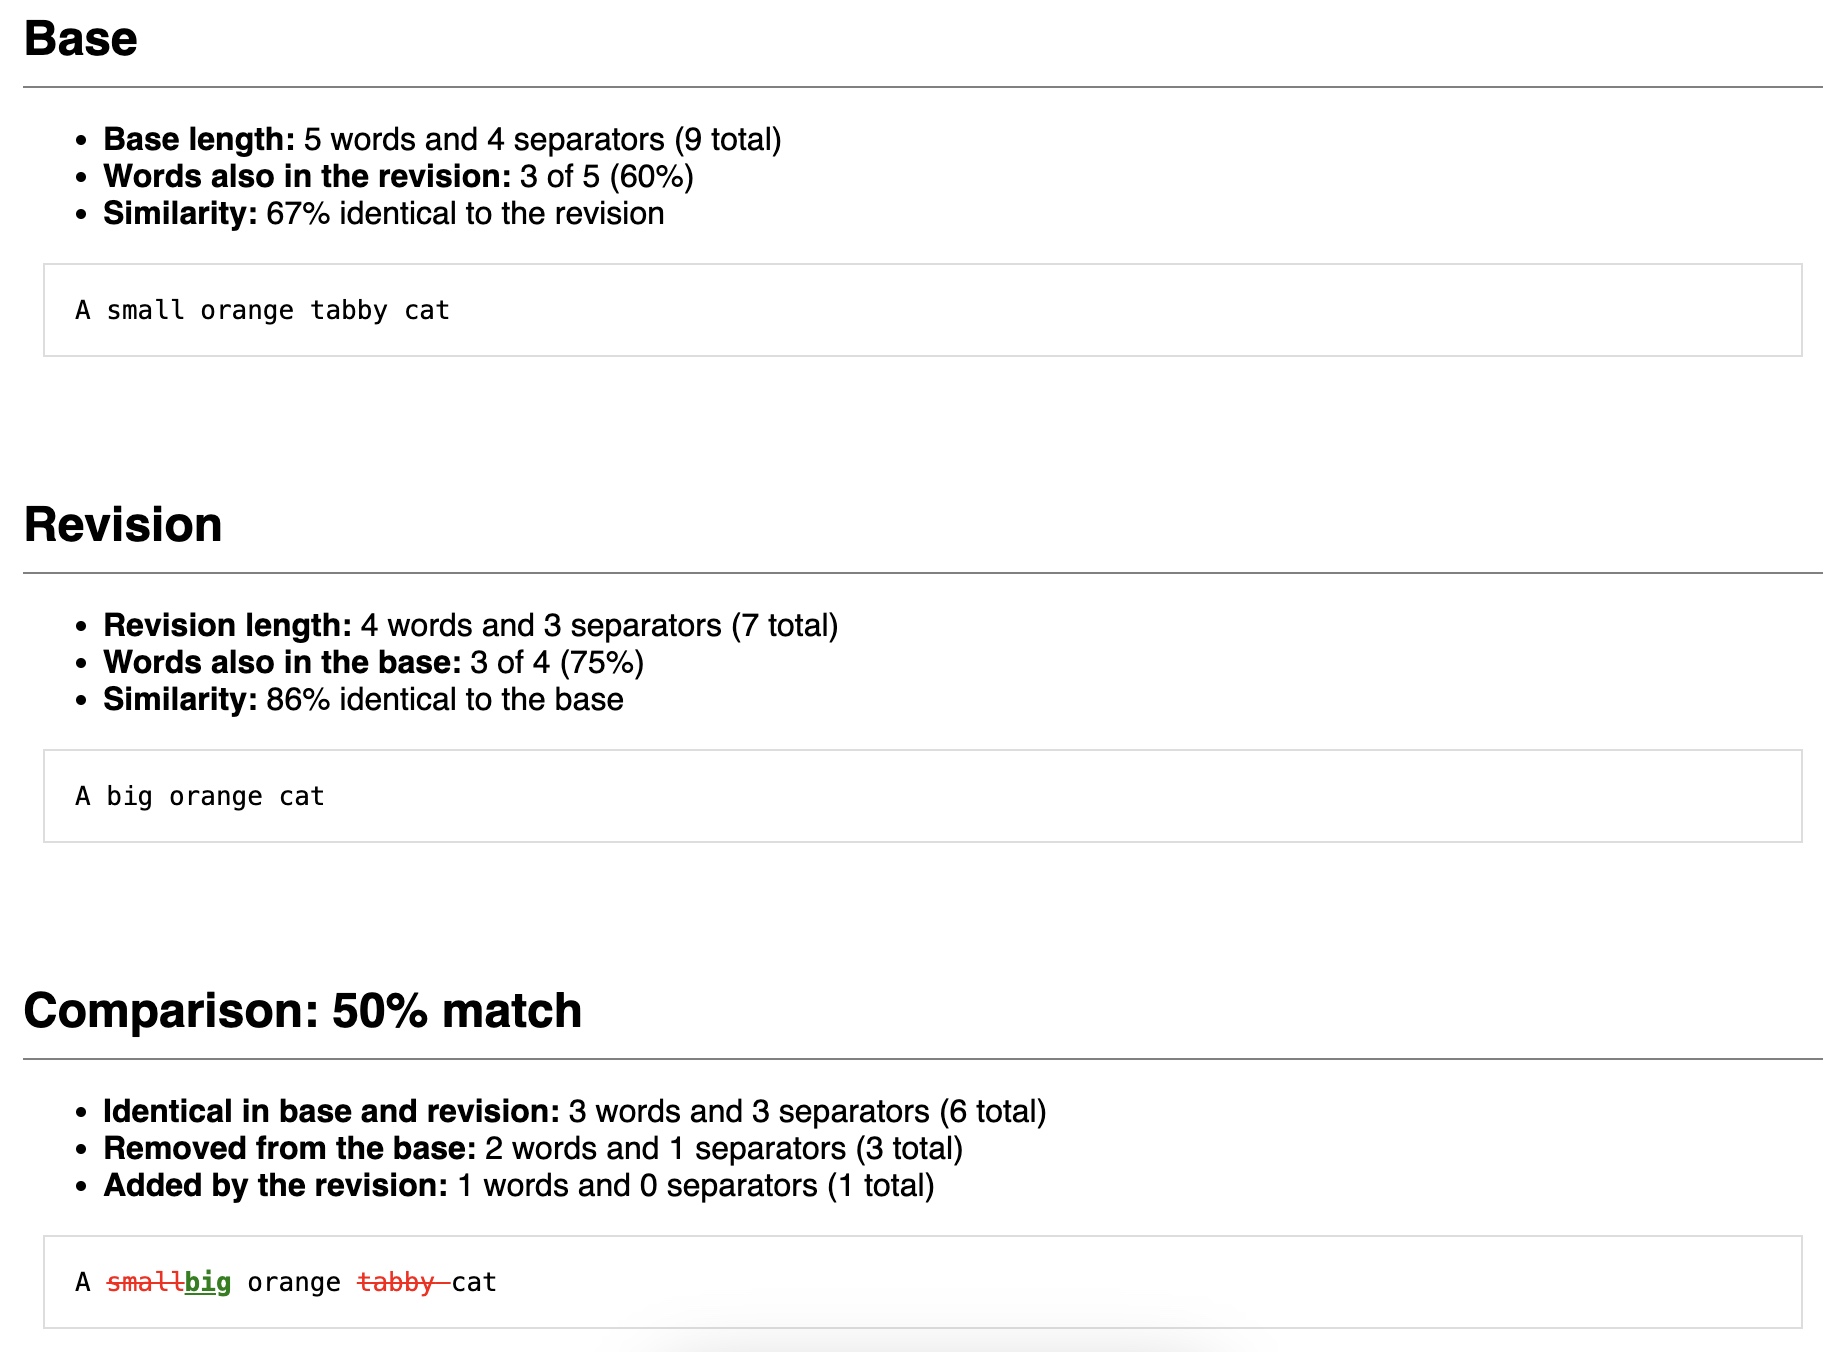 Base
Base length: 5 words and 4 separators (9 total)
Words also in the revision: 3 of 5 (60%)
Similarity: 67% identical to the revision
A small orange tabby cat
Revision
Revision length: 4 words and 3 separators (7 total)
Words also in the base: 3 of 4 (75%)
Similarity: 86% identical to the base
A big orange cat
Comparison: 50% match
Identical in base and revision: 3 words and 3 separators (6 total)
Removed from the base: 2 words and 1 separators (3 total)
Added by the revision: 1 words and 0 separators (1 total)
A smallbig orange tabby cat